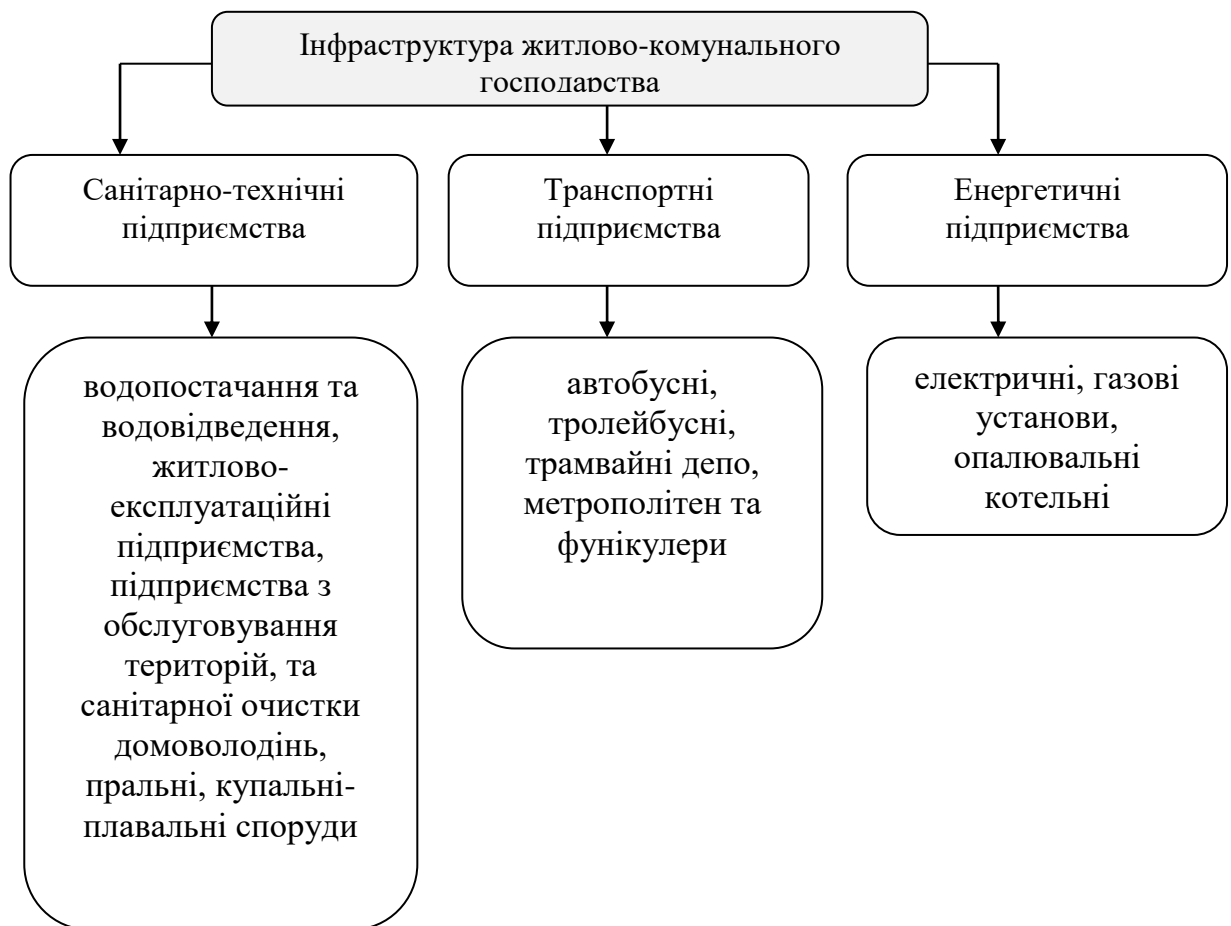 Інфраструктура житлово-комунального
господарства
Санітарно-технічні
підприємства
Транспортні
підприємства
Енергетичні
підприємства
водопостачання та
водовідведення,
житлово-
експлуатаційні
підприємства,
підприємства з
обслуговування
територій, та
санітарної очистки
домоволодінь,
пральні, купальні-
плавальні споруди
автобусні,
тролейбусні,
трамвайні депо,
метрополітен та
фунікулери
електричні, газові
установи,
опалювальні
котельні